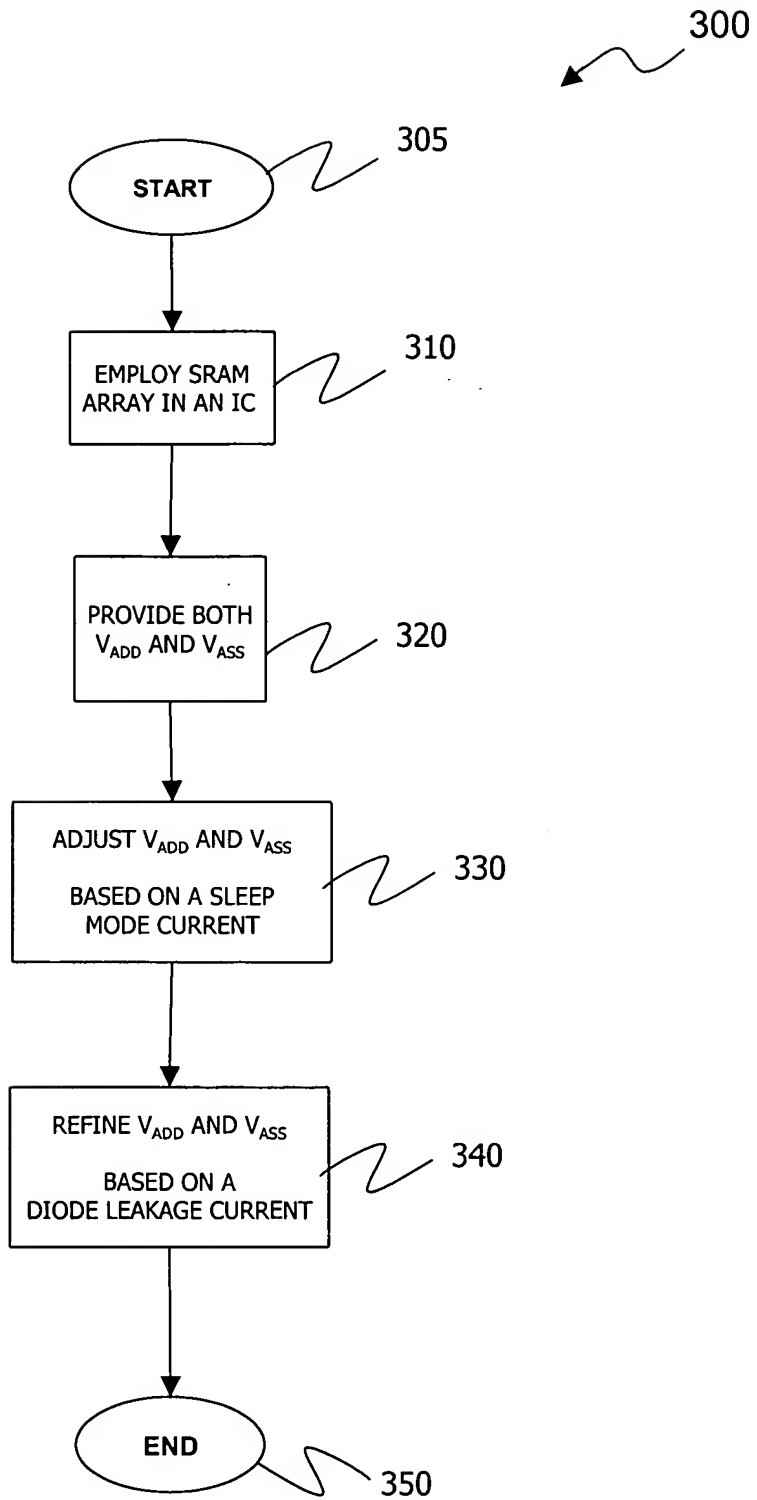 300
START
305
EMPLOY SRAM
ARRAY IN AN IC
310
PROVIDE BOTH
VADD AND VASS
320
ADJUST VADD AND VASS
BASED ON A SLEEP
MODE CURRENT
330
REFINE VADD AND VASS
BASED ON A
DIODE LEAKAGE CURRENT
340
END
350